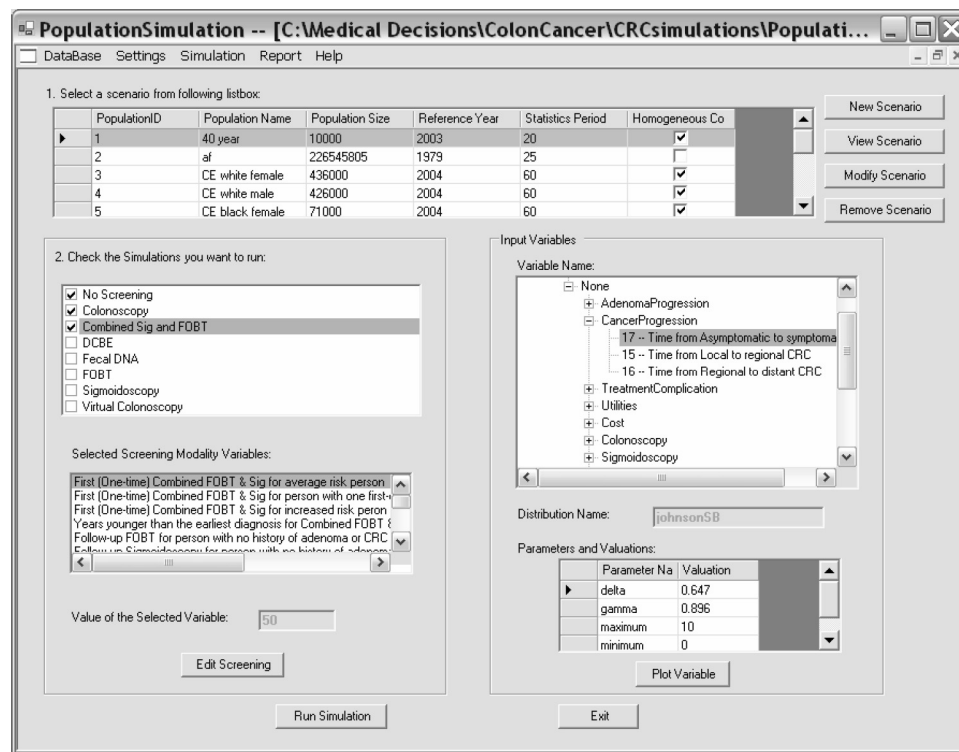 PopulationSimulation -- [C:\Medical Decisions\ColonCancer\CRCsimulations\Populati...
DataBase Settings Simulation Report Help
1. Select a scenario from following listbox:
PopulationID Population Name Population Size Reference Year Statistics Period Homogeneous Co
1 40 year 10000 2003 20
2 af 226545805 1979 25
3 CE white female 436000 2004 60
4 CE white male 426000 2004 60
5 CE black female 71000 2004 60
New Scenario
View Scenario
Modify Scenario
Remove Scenario
2. Check the Simulations you want to run:
No Screening
Colonoscopy
Combined Sig and FOBT
DCBE
Fecal DNA
FOBT
Sigmoidoscopy
Virtual Colonoscopy
Selected Screening Modality Variables:
First (One-time) Combined FOBT & Sig for average risk person
First (One-time) Combined FOBT & Sig for person with one first-
First (One-time) Combined FOBT & Sig for increased risk peron
Years younger than the earliest diagnosis for Combined FOBT &
Follow-up FOBT for person with no history of adenoma or CRC
Follow-up Sigmoidoscopy for person with no history of adenoma
Value of the Selected Variable: 50
Edit Screening
Input Variables
Variable Name:
None
AdenomaProgression
CancerProgression
17 -- Time from Asymptomatic to symptoma
15 -- Time from Local to regional CRC
16 -- Time from Regional to distant CRC
TreatmentComplication
Utilities
Cost
Colonoscopy
Sigmoidoscopy
Distribution Name: johnsonSB
Parameters and Valuations:
Parameter Na Valuation
delta 0.647
gamma 0.896
maximum 10
minimum 0
Plot Variable
Run Simulation
Exit